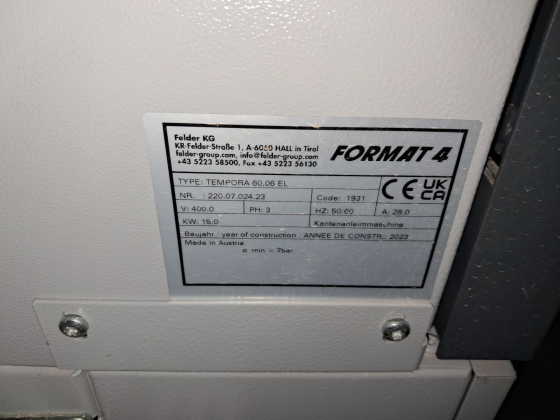 Felder KG
KR-Felder-Straße 1, A-6060 HALL in Tirol
felder-group.com, info@felder-group.com
+43 5223 58500, Fax +43 5223 56130
FORMAT 4
TYPE: TEMPORA 60.06 EL
NR. : 220.07.024.23 Code: 1931
CE UKCA
V: 400.0 PH: 3 HZ: 50/60 A: 28.0
KW: 15.0 Kantenanleimmaschine
Baujahr / year of construction / ANNEE DE CONSTR.: 2023
Made in Austria
p min = 7bar